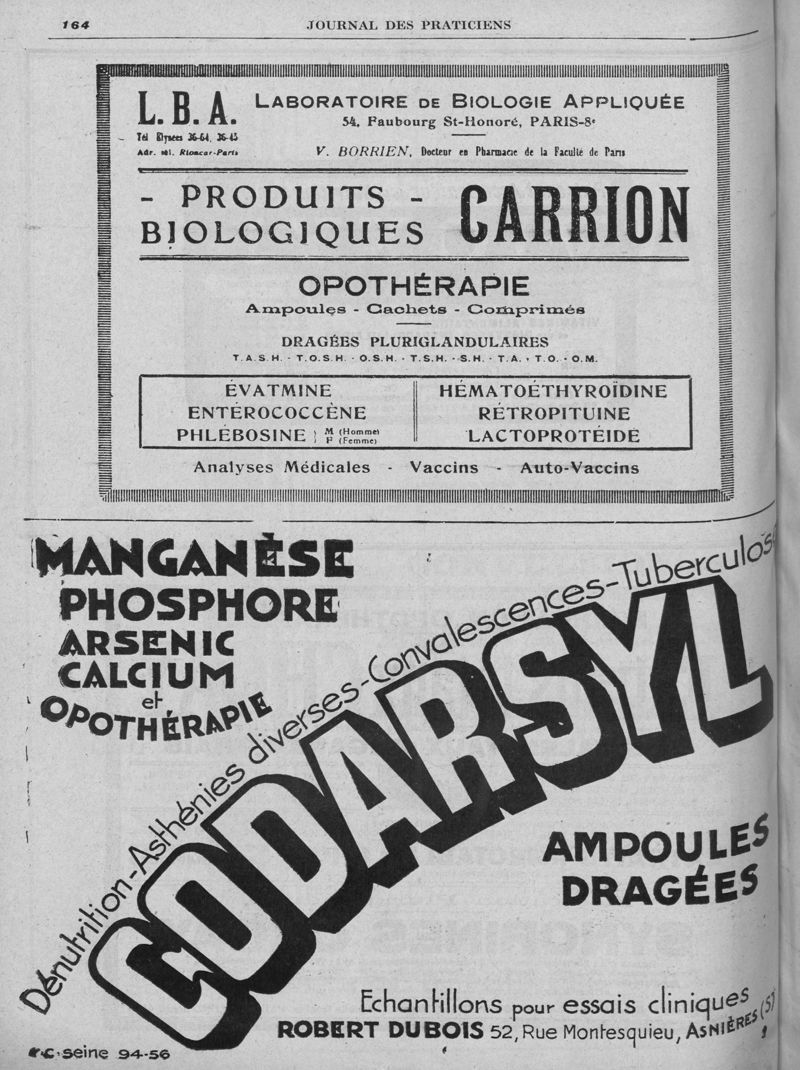 164
JOURNAL DES PRATICIENS
L.B.A.
LABORATOIRE DE BIOLOGIE APPLIQUÉE
54, Faubourg St-Honoré, PARIS-8e
Tél Elysées 36-64, 36-45
Adr. tél. Rioncar-Paris
V. BORRIEN, Docteur en Pharmacie de la Faculté de Paris
- PRODUITS -
BIOLOGIQUES
CARRION
OPOTHÉRAPIE
Ampoules - Cachets - Comprimés
DRAGÉES PLURIGLANDULAIRES
T.A.S.H. - T.O.S.H. - O.S.H. - T.S.H. - S.H. - T.A. - T.O. - O.M.
ÉVATMINE
ENTÉROCOCCÈNE
PHLÉBOSINE } M (Homme)
F (Femme)
HÉMATOÉTHYROÏDINE
RÉTROPITUINE
LACTOPROTÉIDE
Analyses Médicales - Vaccins - Auto-Vaccins
MANGANÈSE
PHOSPHORE
ARSENIC
CALCIUM
et
OPOTHÉRAPIE
Dénutrition-Asthénies diverses-Convalescences-Tuberculose
CODARSYL
AMPOULES
DRAGÉES
Echantillons pour essais cliniques
ROBERT DUBOIS 52, Rue Montesquieu, ASNIÈRES (S)
R.C. Seine 94-56